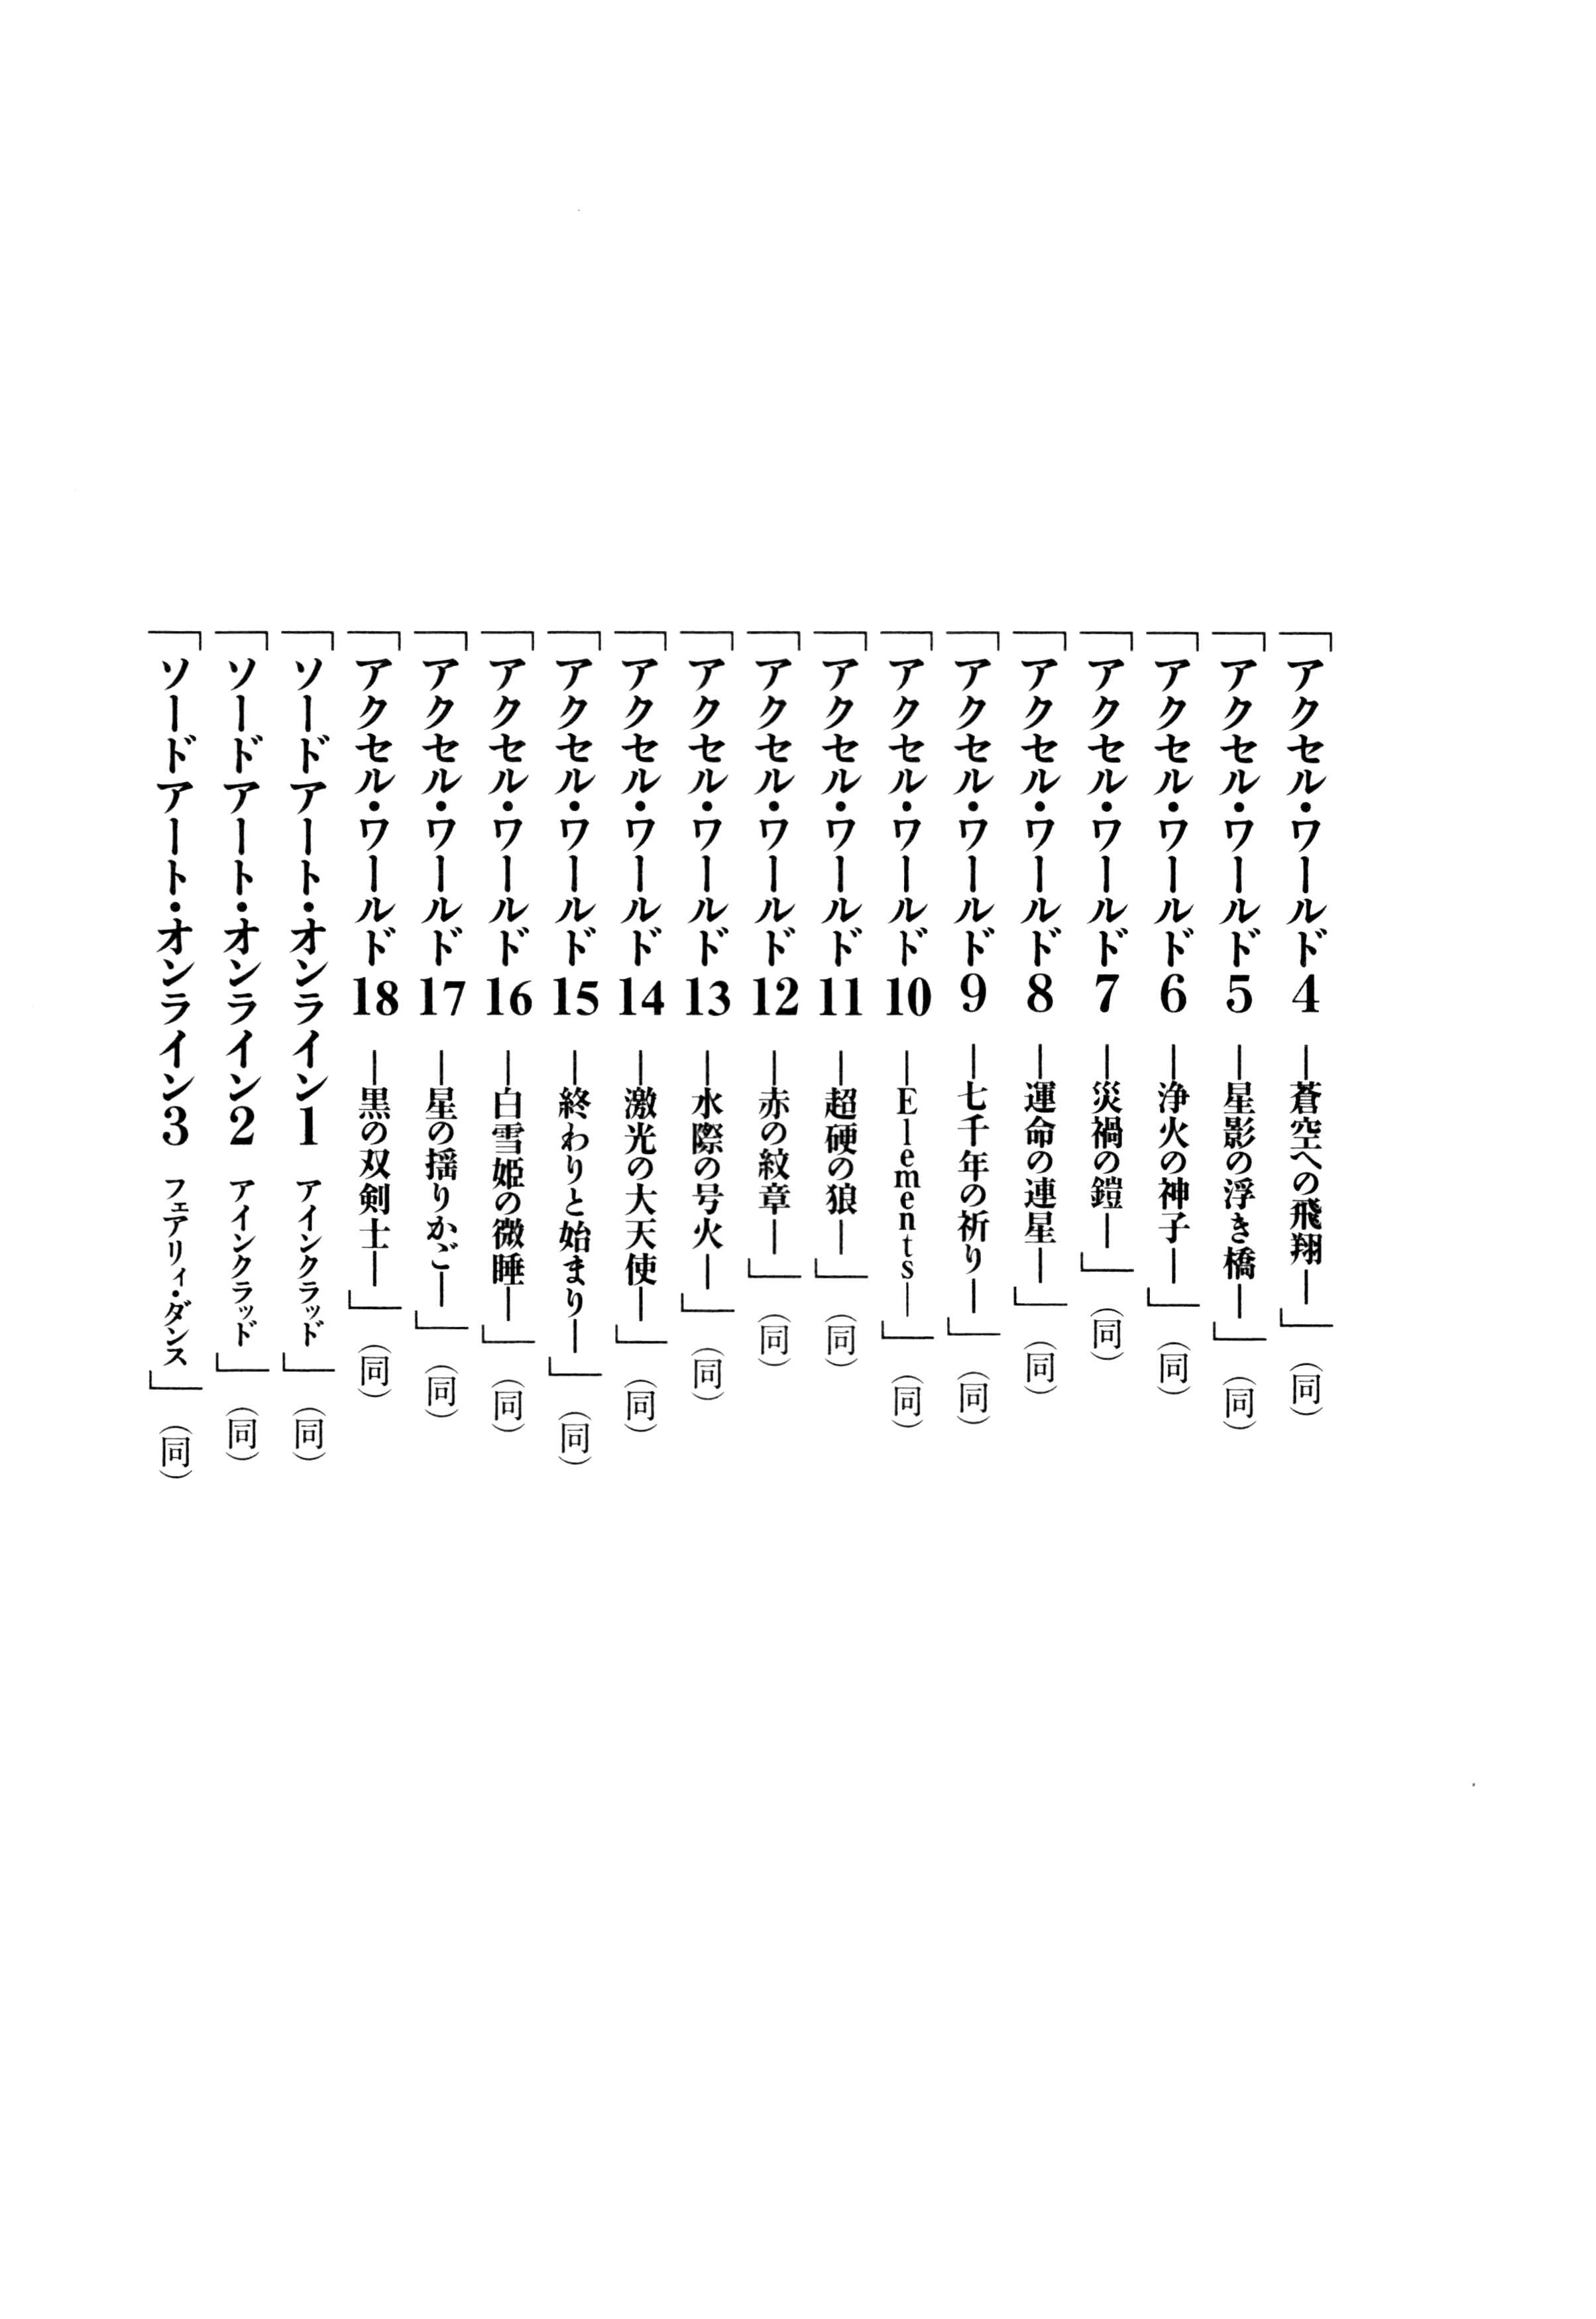 「アクセル・ワールド4 ―蒼空への飛翔―」(同)
「アクセル・ワールド5 ―星影の浮き橋―」(同)
「アクセル・ワールド6 ―浄火の神子―」(同)
「アクセル・ワールド7 ―災禍の鎧―」(同)
「アクセル・ワールド8 ―運命の連星―」(同)
「アクセル・ワールド9 ―七千年の祈り―」(同)
「アクセル・ワールド10 ―Elements―」(同)
「アクセル・ワールド11 ―超硬の狼―」(同)
「アクセル・ワールド12 ―赤の紋章―」(同)
「アクセル・ワールド13 ―水際の号火―」(同)
「アクセル・ワールド14 ―激光の大天使―」(同)
「アクセル・ワールド15 ―終わりと始まり―」(同)
「アクセル・ワールド16 ―白雪姫の微睡―」(同)
「アクセル・ワールド17 ―星の揺りかご―」(同)
「アクセル・ワールド18 ―黒の双剣士―」(同)
「ソードアート・オンライン1 アインクラッド」(同)
「ソードアート・オンライン2 アインクラッド」(同)
「ソードアート・オンライン3 フェアリィ・ダンス」(同)